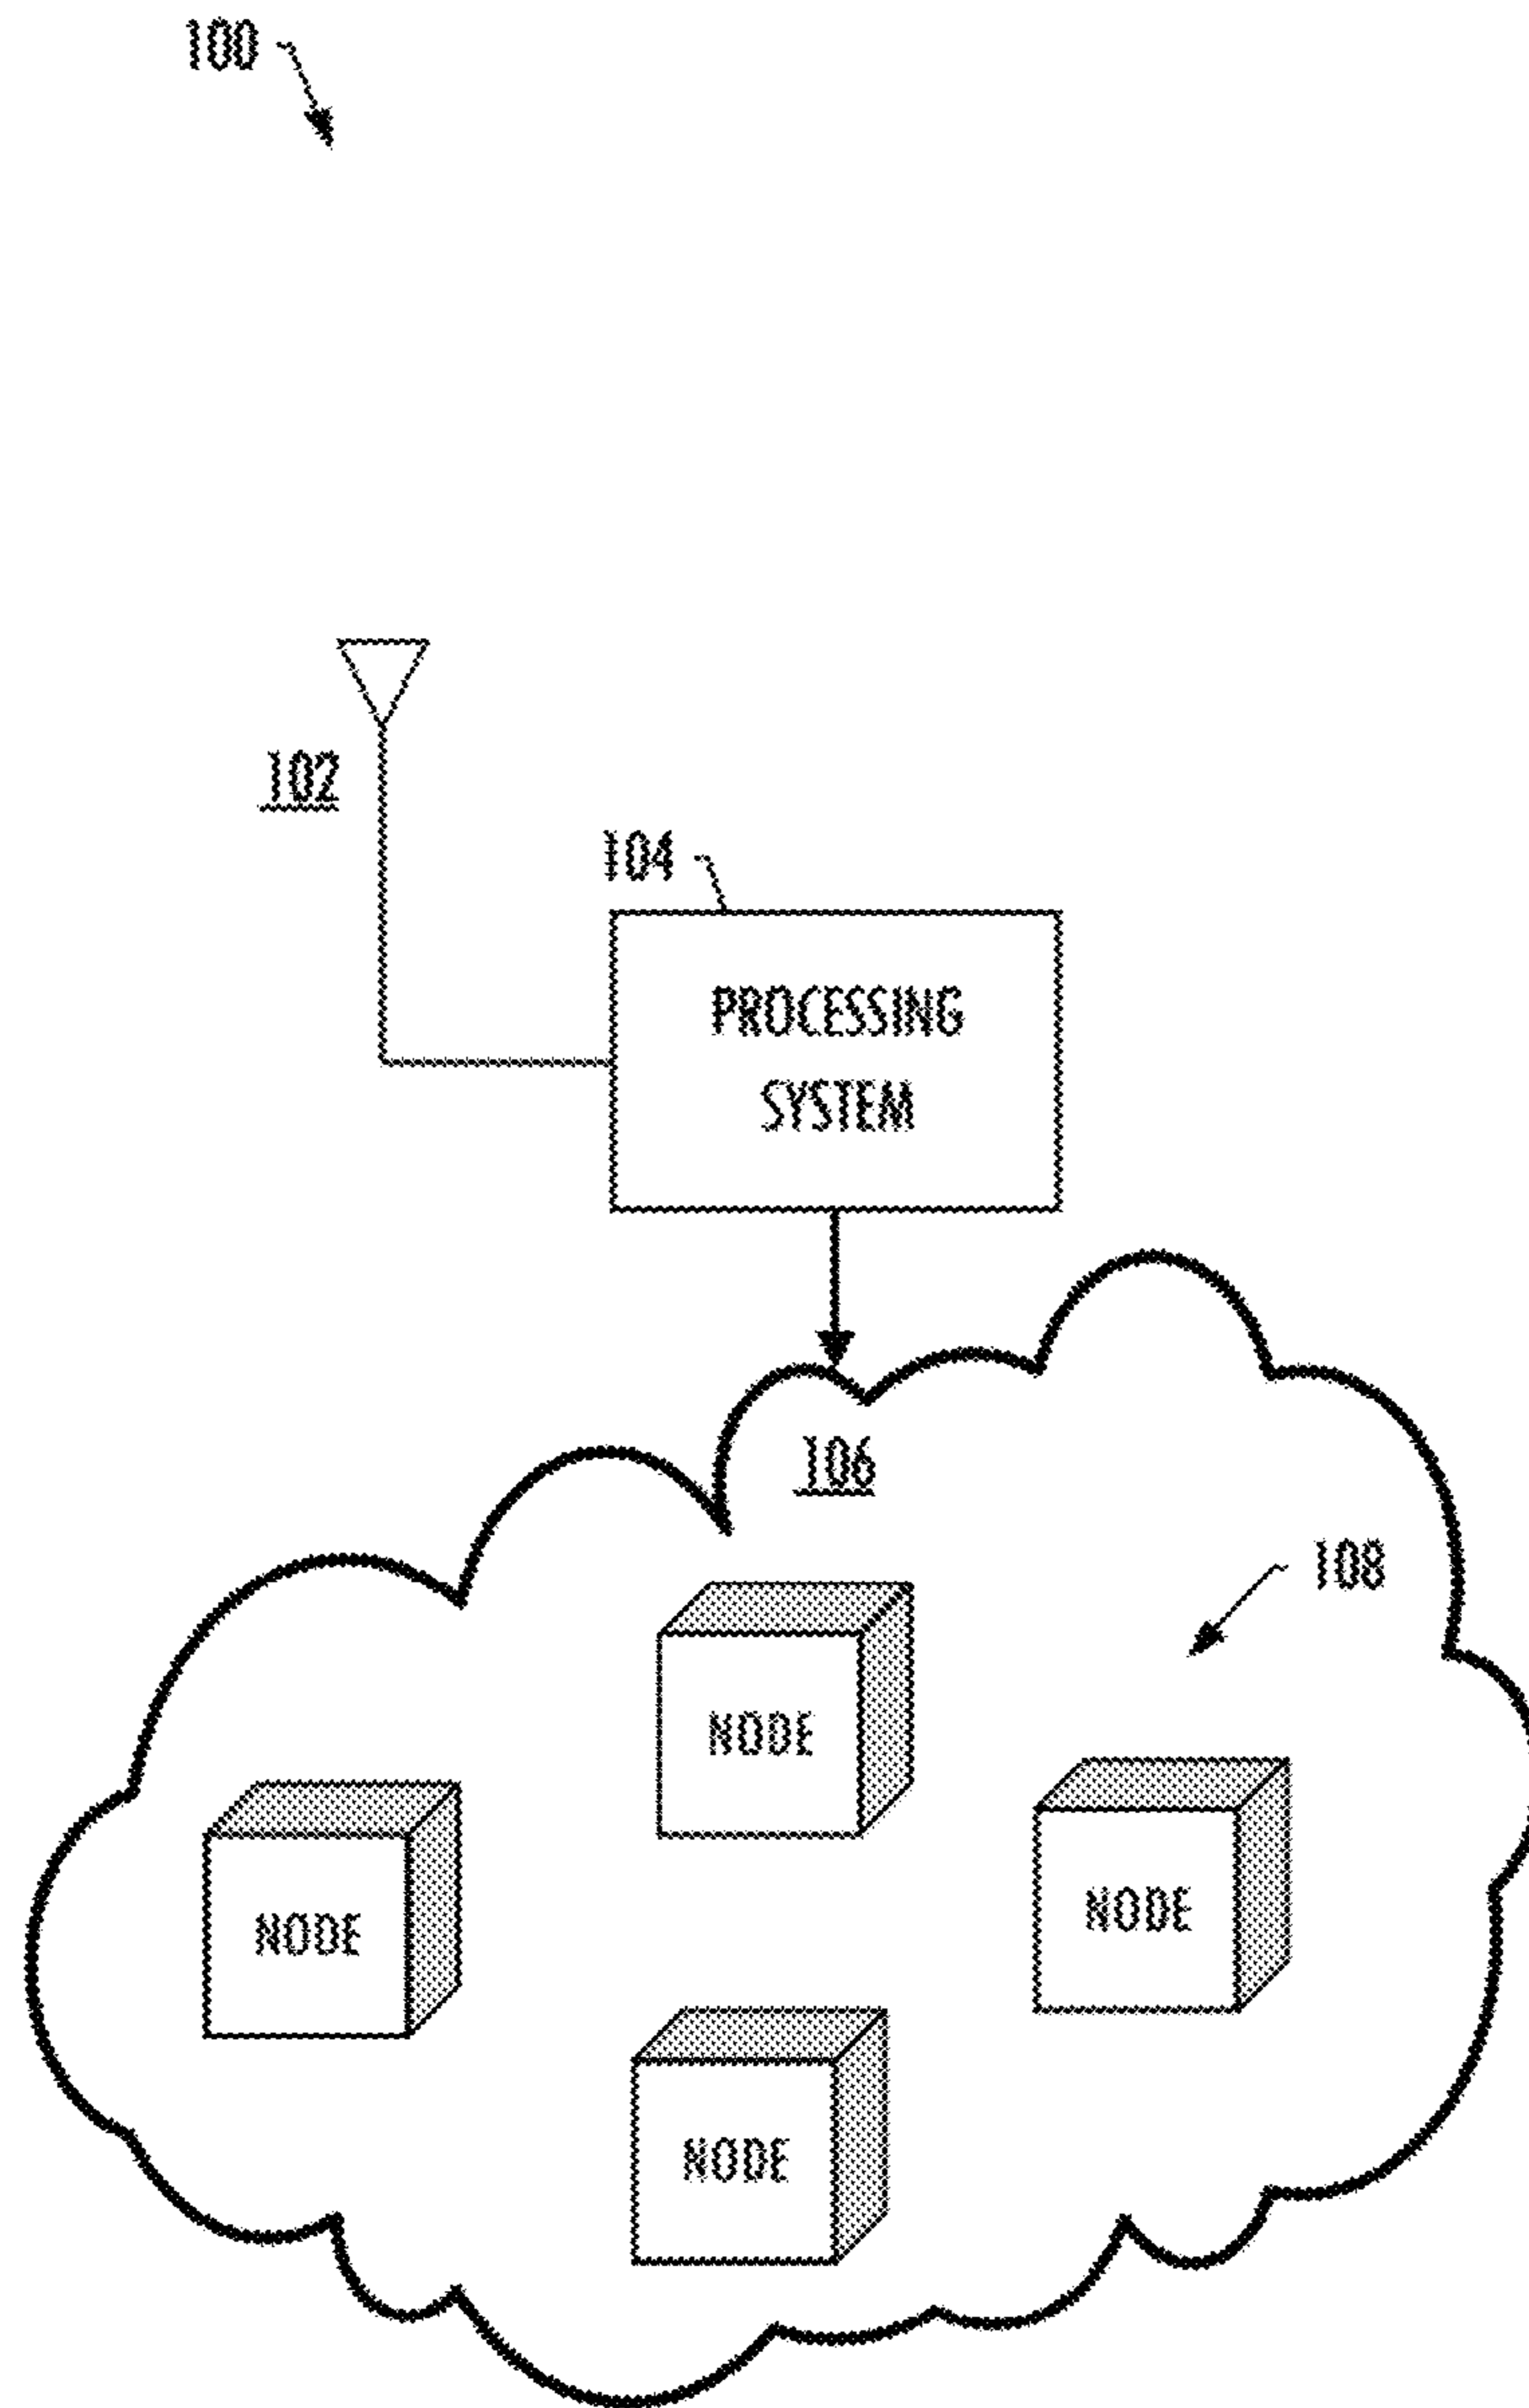 100
102
104
PROCESSING
SYSTEM
106
108
NODE
NODE
NODE
NODE